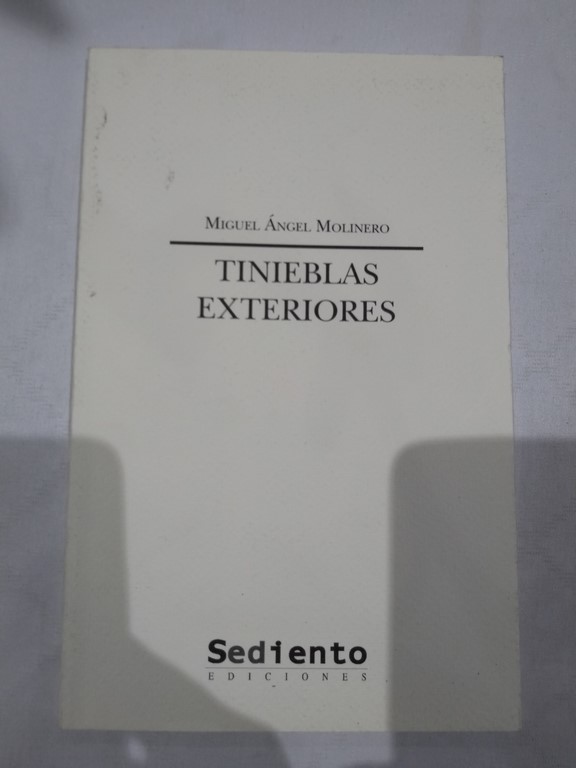 Miguel Ángel Molinero
TINIEBLAS
EXTERIORES
Sediento
EDICIONES